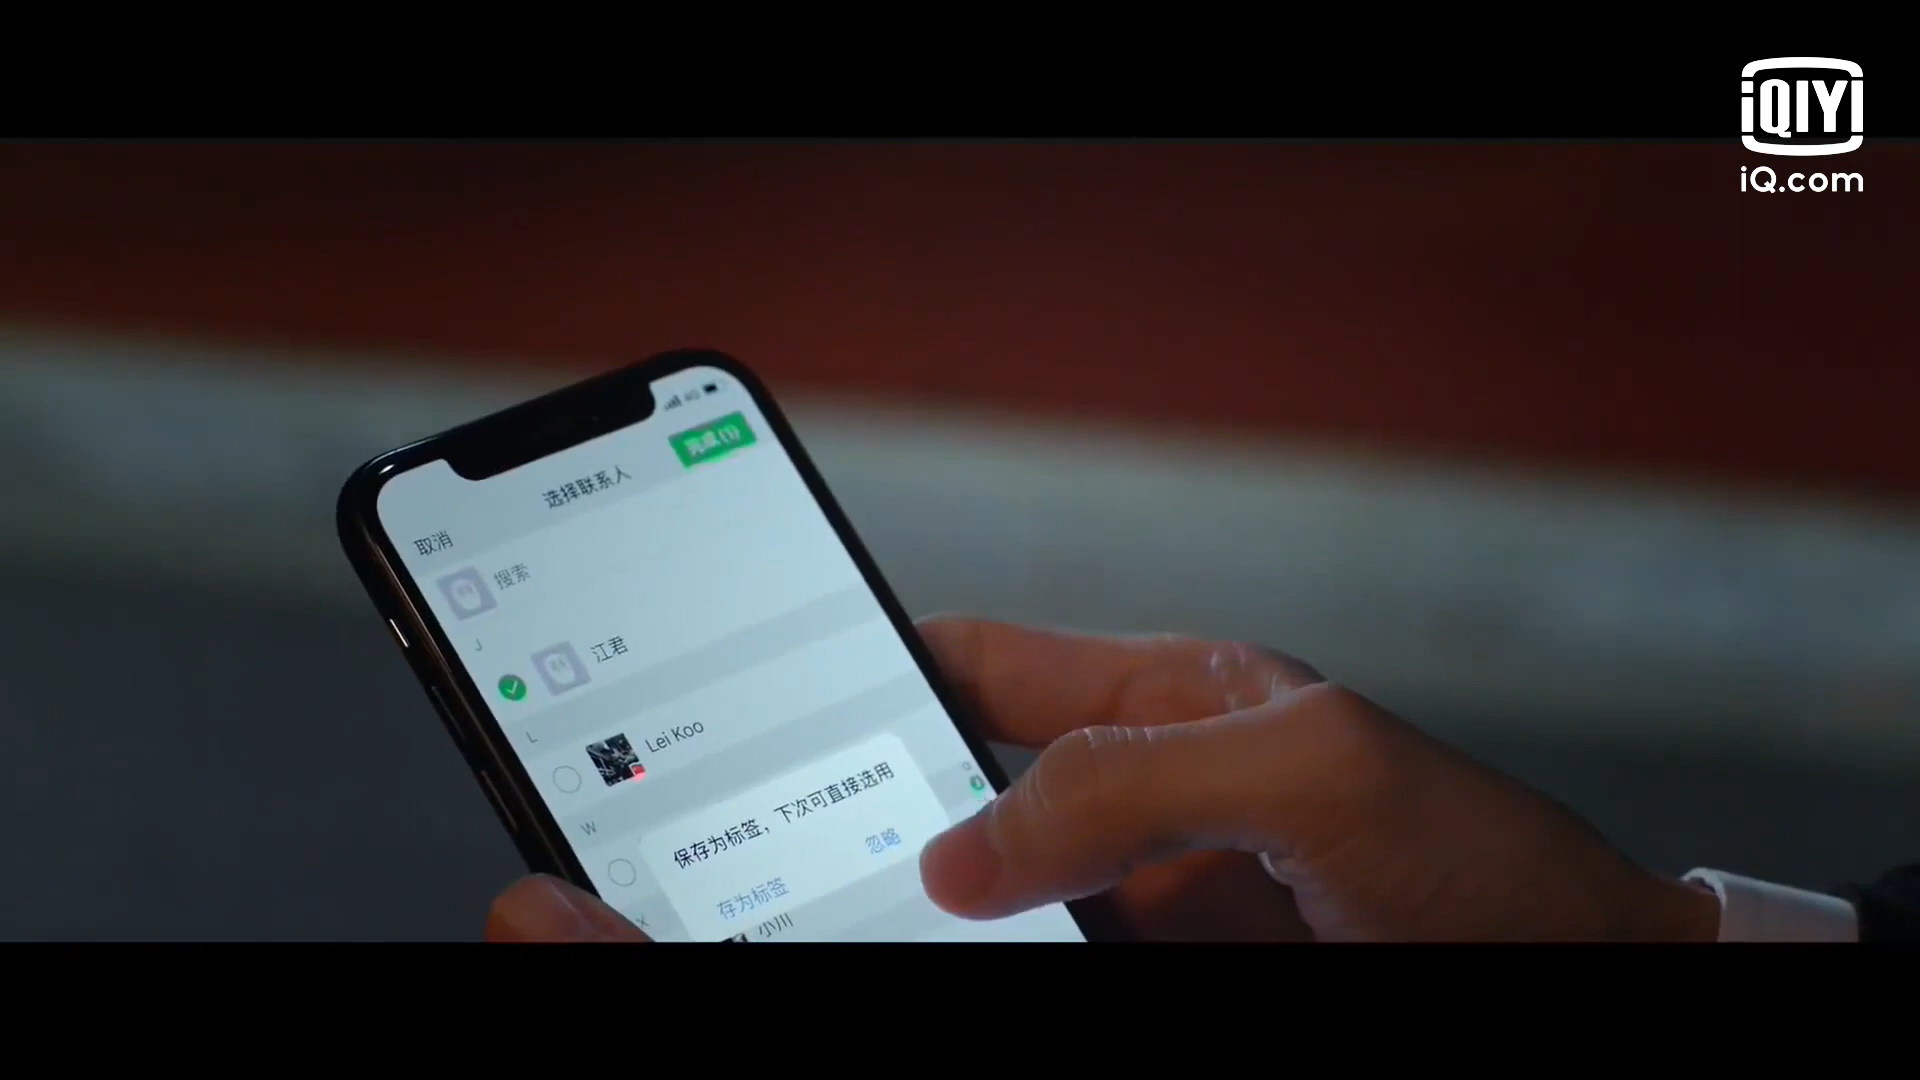 iQIYI
iQ.com
4G
完成(1)
选择联系人
取消
搜索
J
江君
L
Lei Koo
W
保存为标签，下次可直接选用
忽略
存为标签
X
小川